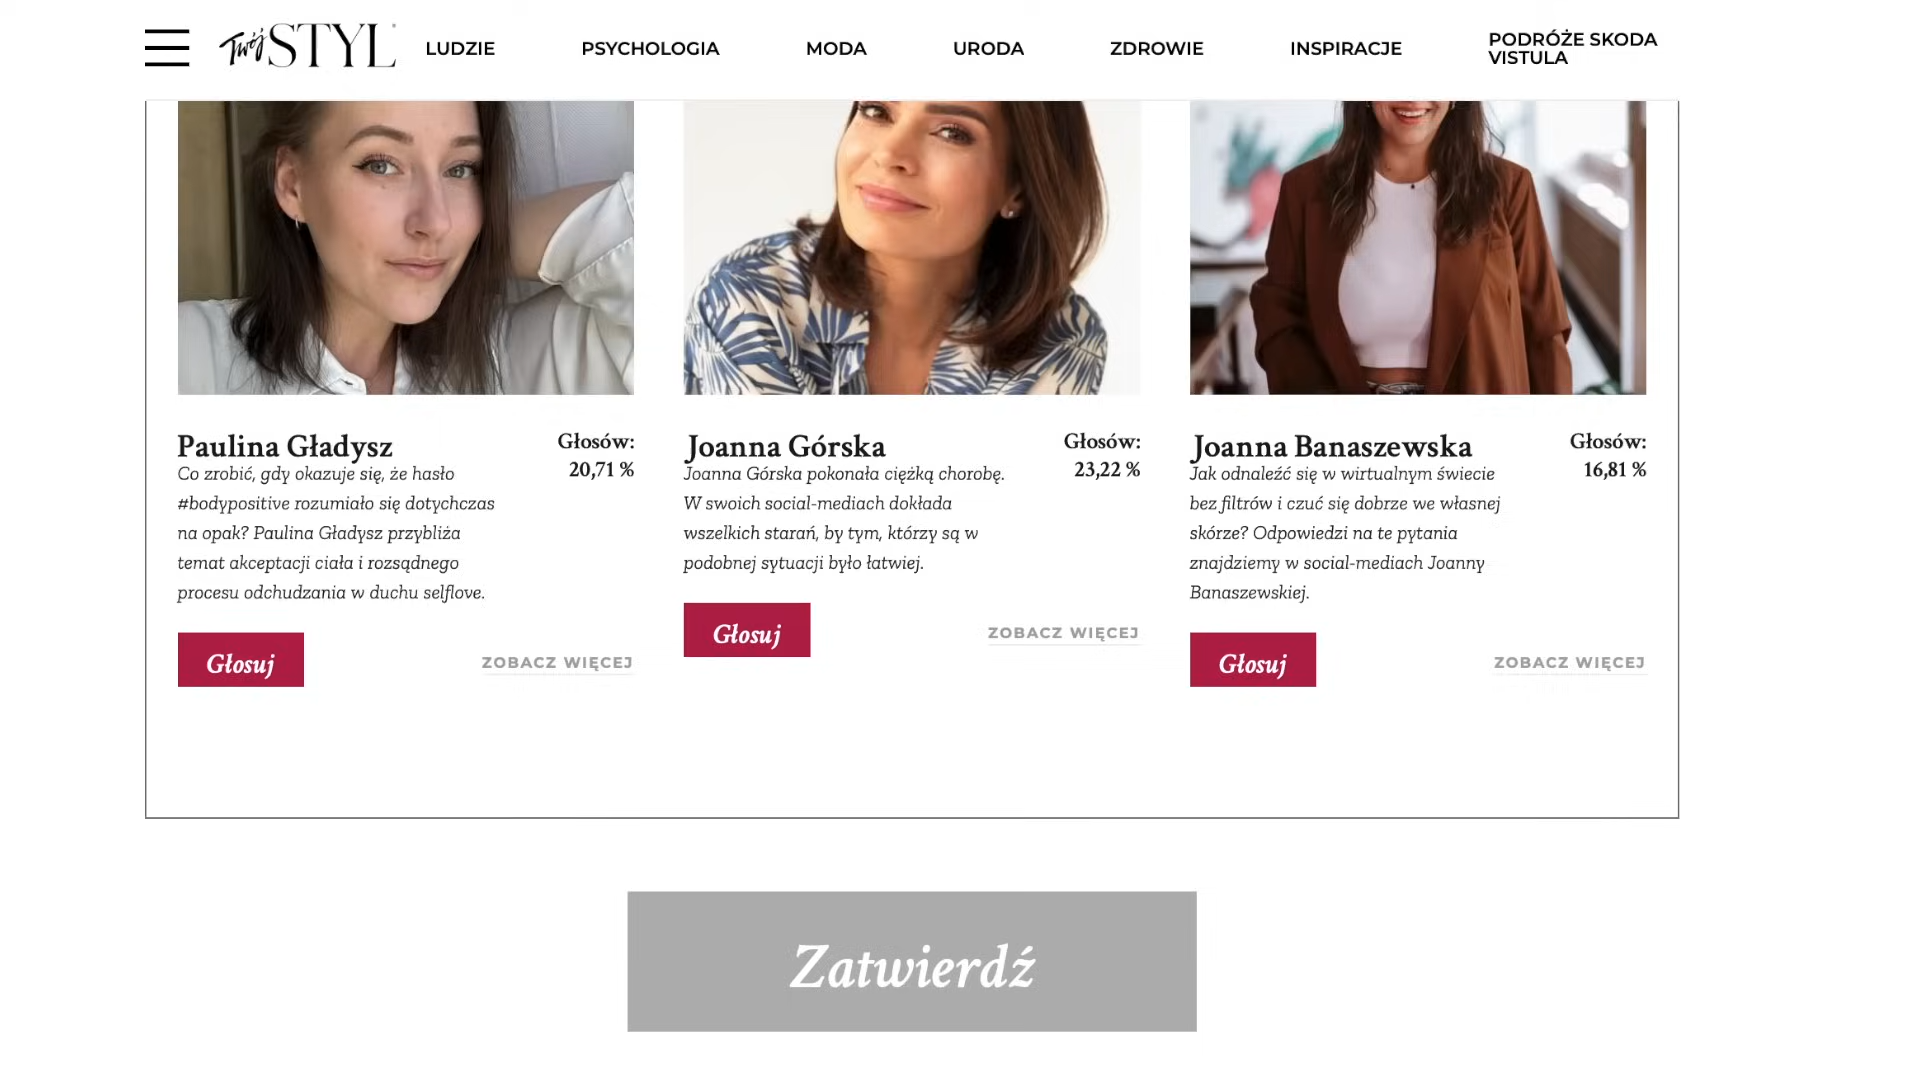 Twój STYL
LUDZIE
PSYCHOLOGIA
MODA
URODA
ZDROWIE
INSPIRACJE
PODRÓŻE SKODA
VISTULA
Paulina Gładysz
Głosów:
20,71 %
Co zrobić, gdy okazuje się, że hasło
#bodypositive rozumiało się dotychczas
na opak? Paulina Gładysz przybliża
temat akceptacji ciała i rozsądnego
procesu odchudzania w duchu selflove.
Głosuj
ZOBACZ WIĘCEJ
Joanna Górska
Głosów:
23,22 %
Joanna Górska pokonała ciężką chorobę.
W swoich social-mediach dokłada
wszelkich starań, by tym, którzy są w
podobnej sytuacji było łatwiej.
Głosuj
ZOBACZ WIĘCEJ
Joanna Banaszewska
Głosów:
16,81 %
Jak odnaleźć się w wirtualnym świecie
bez filtrów i czuć się dobrze we własnej
skórze? Odpowiedzi na te pytania
znajdziemy w social-mediach Joanny
Banaszewskiej.
Głosuj
ZOBACZ WIĘCEJ
Zatwierdź